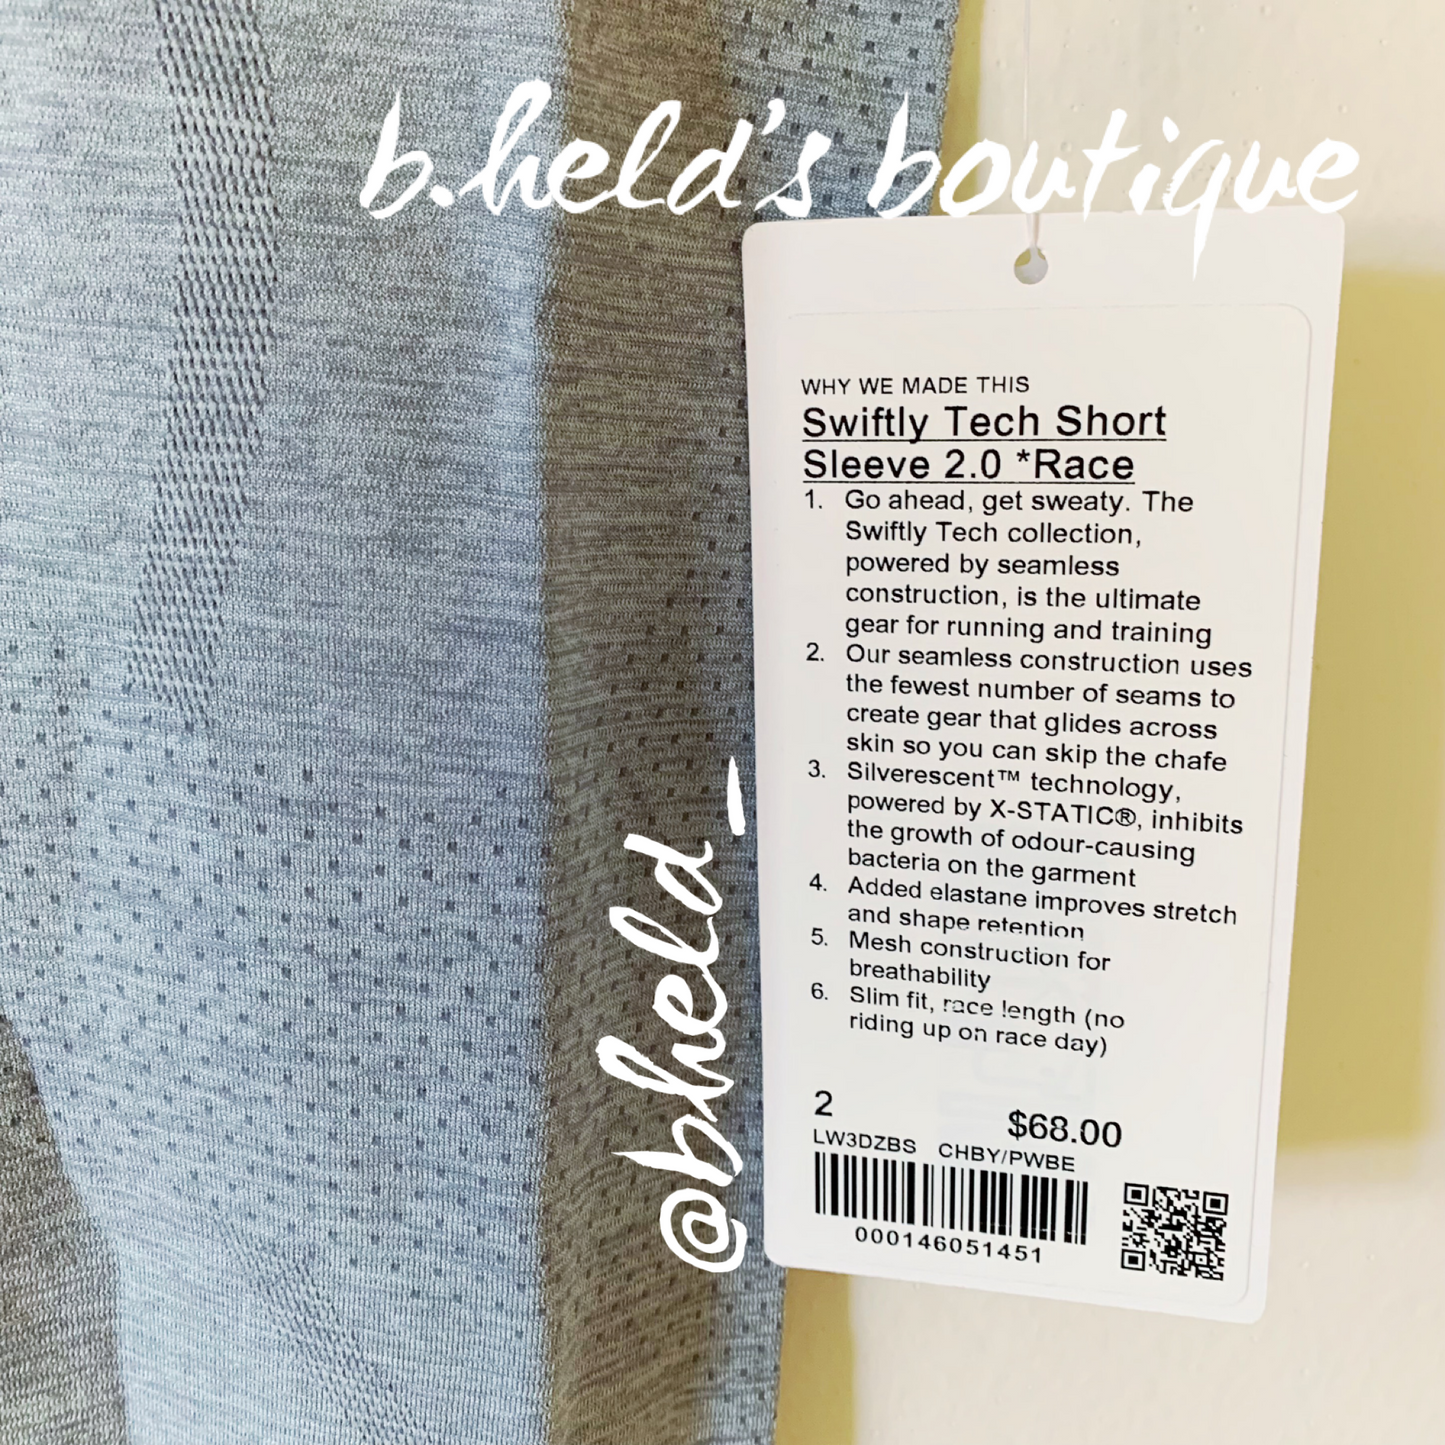 b.held's boutique
WHY WE MADE THIS
Swiftly Tech Short
Sleeve 2.0 *Race
1. Go ahead, get sweaty. The
Swiftly Tech collection,
powered by seamless
construction, is the ultimate
gear for running and training
2. Our seamless construction uses
the fewest number of seams to
create gear that glides across
skin so you can skip the chafe
3. Silverescent™ technology,
powered by X-STATIC®, inhibits
the growth of odour-causing
bacteria on the garment
4. Added elastane improves stretch
and shape retention
5. Mesh construction for
breathability
6. Slim fit, race length (no
riding up on race day)
2 $68.00
LW3DZBS CHBY/PWBE
000146051451
@bheld_